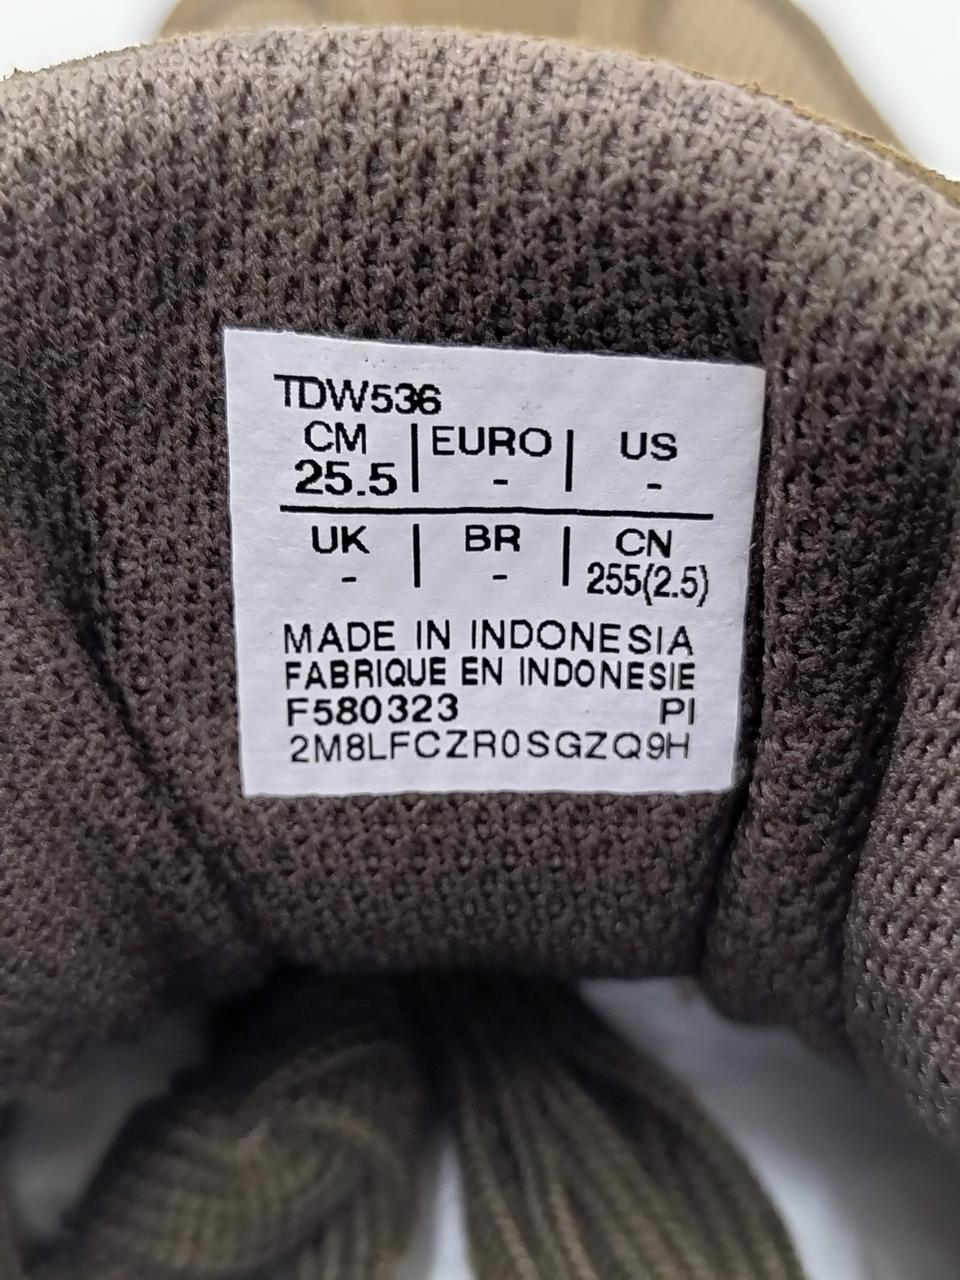 TDW536
CM | EURO | US
25.5 | - | -
UK | BR | CN
- | - | 255(2.5)
MADE IN INDONESIA
FABRIQUE EN INDONESIE
F580323 PI
2M8LFCZR0SGZQ9H